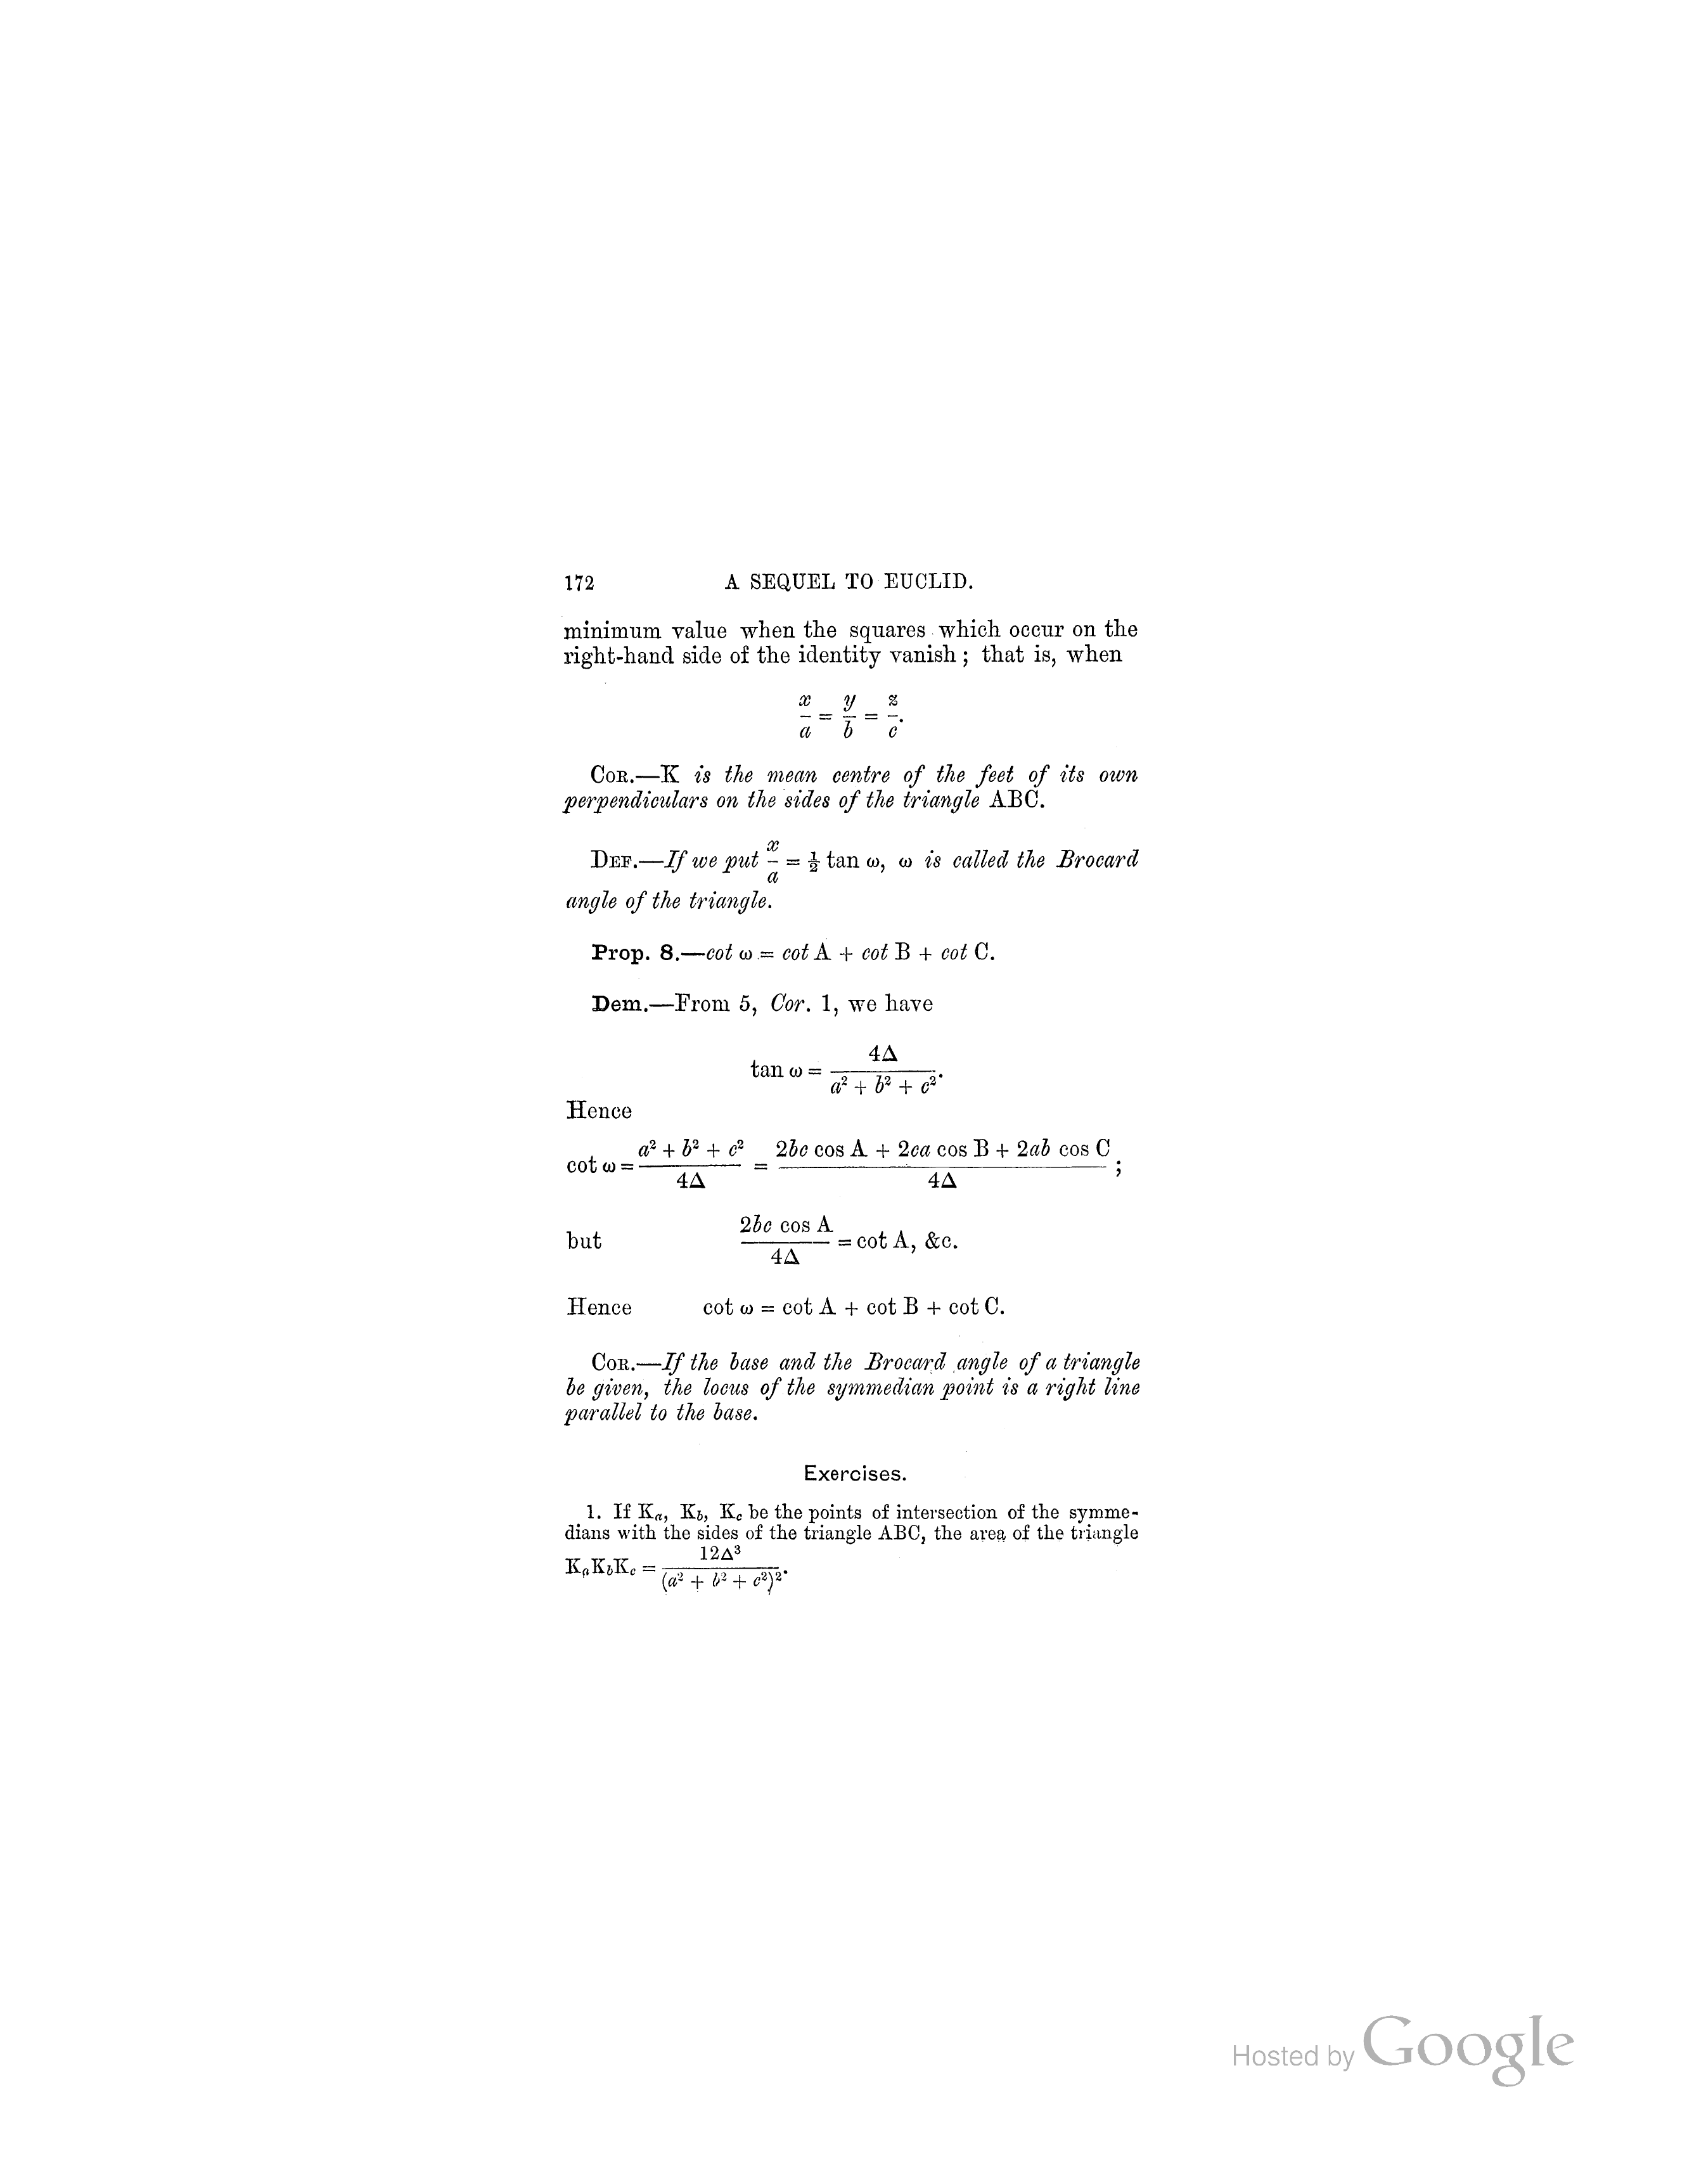 172 A SEQUEL TO EUCLID.
minimum value when the squares which occur on the
right-hand side of the identity vanish ; that is, when
x/a = y/b = z/c.
COR.—K is the mean centre of the feet of its own
perpendiculars on the sides of the triangle ABC.
DEF.—If we put x/a = ½ tan ω, ω is called the Brocard
angle of the triangle.
Prop. 8.—cot ω = cot A + cot B + cot C.
Dem.—From 5, Cor. 1, we have
tan ω = 4Δ/(a² + b² + c²).
Hence
cot ω = (a² + b² + c²)/4Δ = (2bc cos A + 2ca cos B + 2ab cos C)/4Δ ;
but 2bc cos A/4Δ = cot A, &c.
Hence cot ω = cot A + cot B + cot C.
COR.—If the base and the Brocard angle of a triangle
be given, the locus of the symmedian point is a right line
parallel to the base.
Exercises.
1. If Kₐ, K_b, K_c be the points of intersection of the symme-
dians with the sides of the triangle ABC, the area of the triangle
KₐK_bK_c = 12Δ³/(a² + b² + c²)².
Hosted by Google